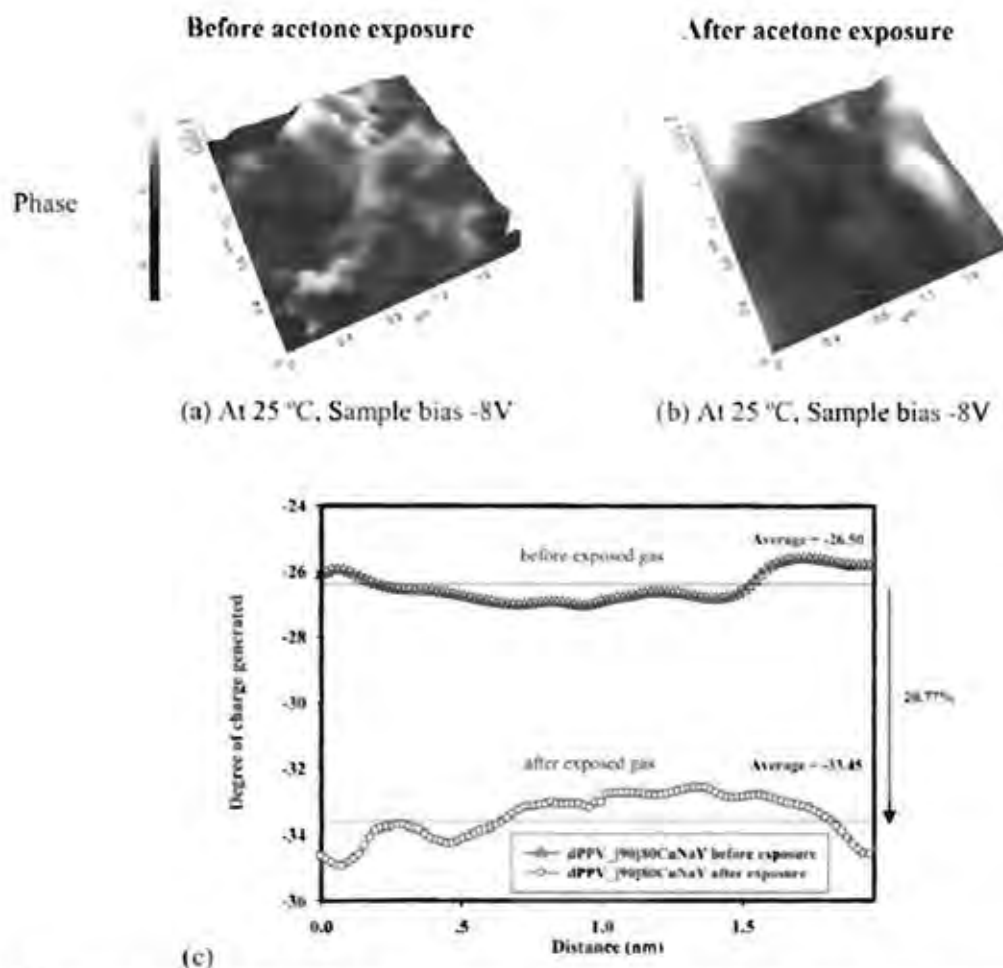 Before acetone exposure
After acetone exposure
Phase
(a) At 25 °C, Sample bias -8V
(b) At 25 °C, Sample bias -8V
-24
-26
-28
-30
-32
-34
-36
Degree of charge generated
before exposed gas
Average = -26.50
20.77%
after exposed gas
Average = -33.45
dPPV_[90]80CuNaY before exposure
dPPV_[90]80CuNaY after exposure
0.0 .5 1.0 1.5
Distance (nm)
(c)